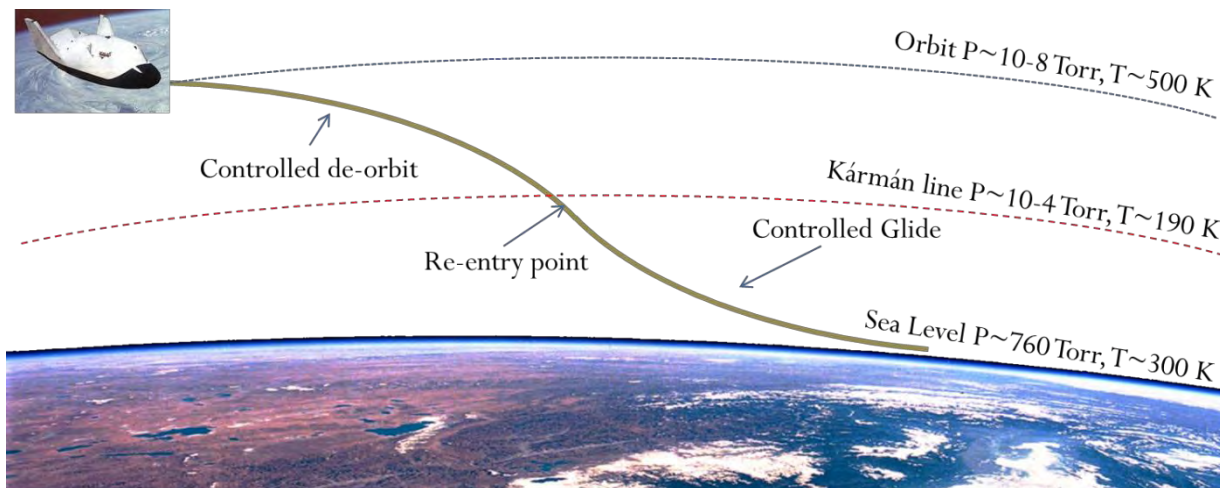 Orbit P~10-8 Torr, T~500 K
Controlled de-orbit
Kármán line P~10-4 Torr, T~190 K
Controlled Glide
Re-entry point
Sea Level P~760 Torr, T~300 K